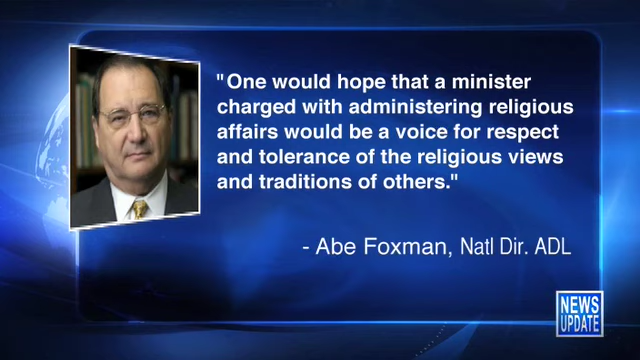 "One would hope that a minister
charged with administering religious
affairs would be a voice for respect
and tolerance of the religious views
and traditions of others."
- Abe Foxman, Natl Dir. ADL
NEWS
UPDATE